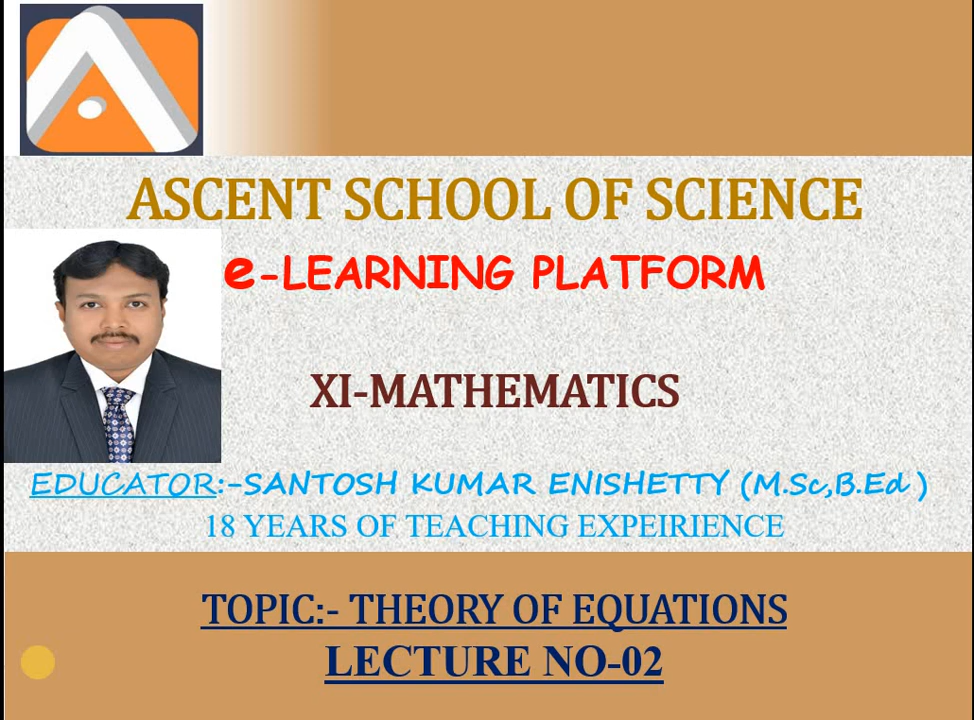 ASCENT SCHOOL OF SCIENCE
e-LEARNING PLATFORM
XI-MATHEMATICS
EDUCATOR:-SANTOSH KUMAR ENISHETTY (M.Sc,B.Ed )
18 YEARS OF TEACHING EXPEIRIENCE
TOPIC:- THEORY OF EQUATIONS
LECTURE NO-02